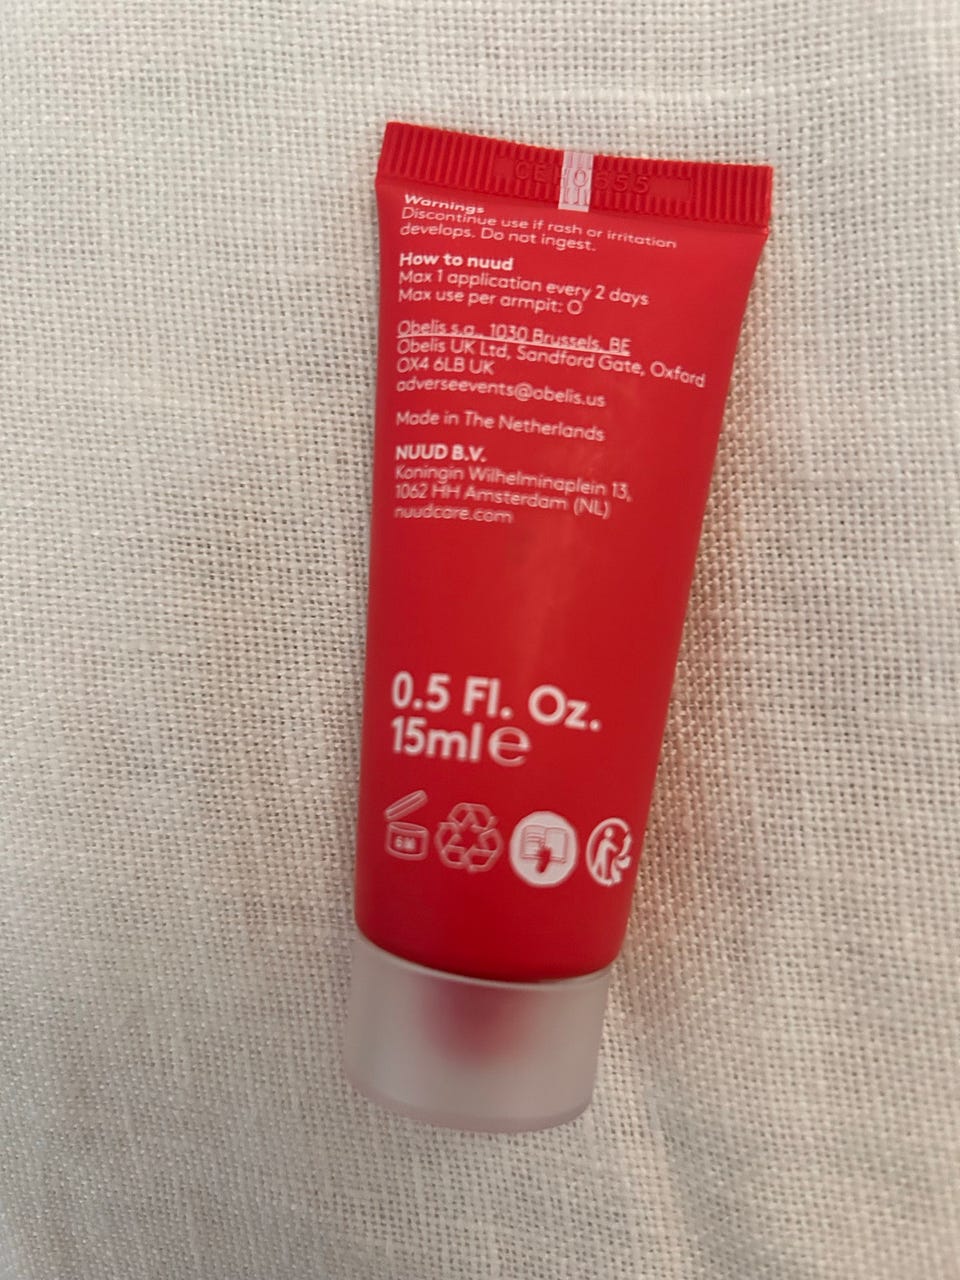 Warnings
Discontinue use if rash or irritation
develops. Do not ingest.
How to nuud
Max 1 application every 2 days
Max use per armpit: O
Obelis s.a., 1030 Brussels, BE
Obelis UK Ltd, Sandford Gate, Oxford
OX4 6LB UK
adverseevents@obelis.us
Made in The Netherlands
NUUD B.V.
Koningin Wilhelminaplein 13,
1062 HH Amsterdam (NL)
nuudcare.com
0.5 Fl. Oz.
15ml e
6M